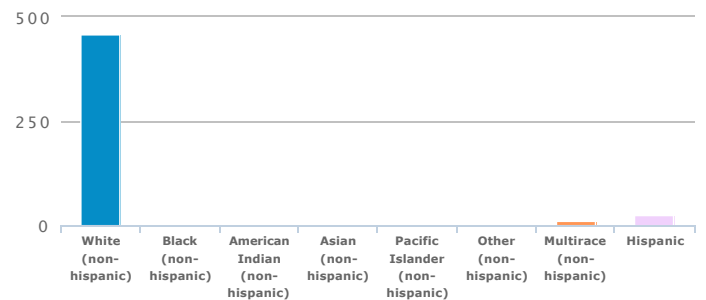 500
250
0
White
(non-
hispanic)
Black
(non-
hispanic)
American
Indian
(non-
hispanic)
Asian
(non-
hispanic)
Pacific
Islander
(non-
hispanic)
Other
(non-
hispanic)
Multirace
(non-
hispanic)
Hispanic